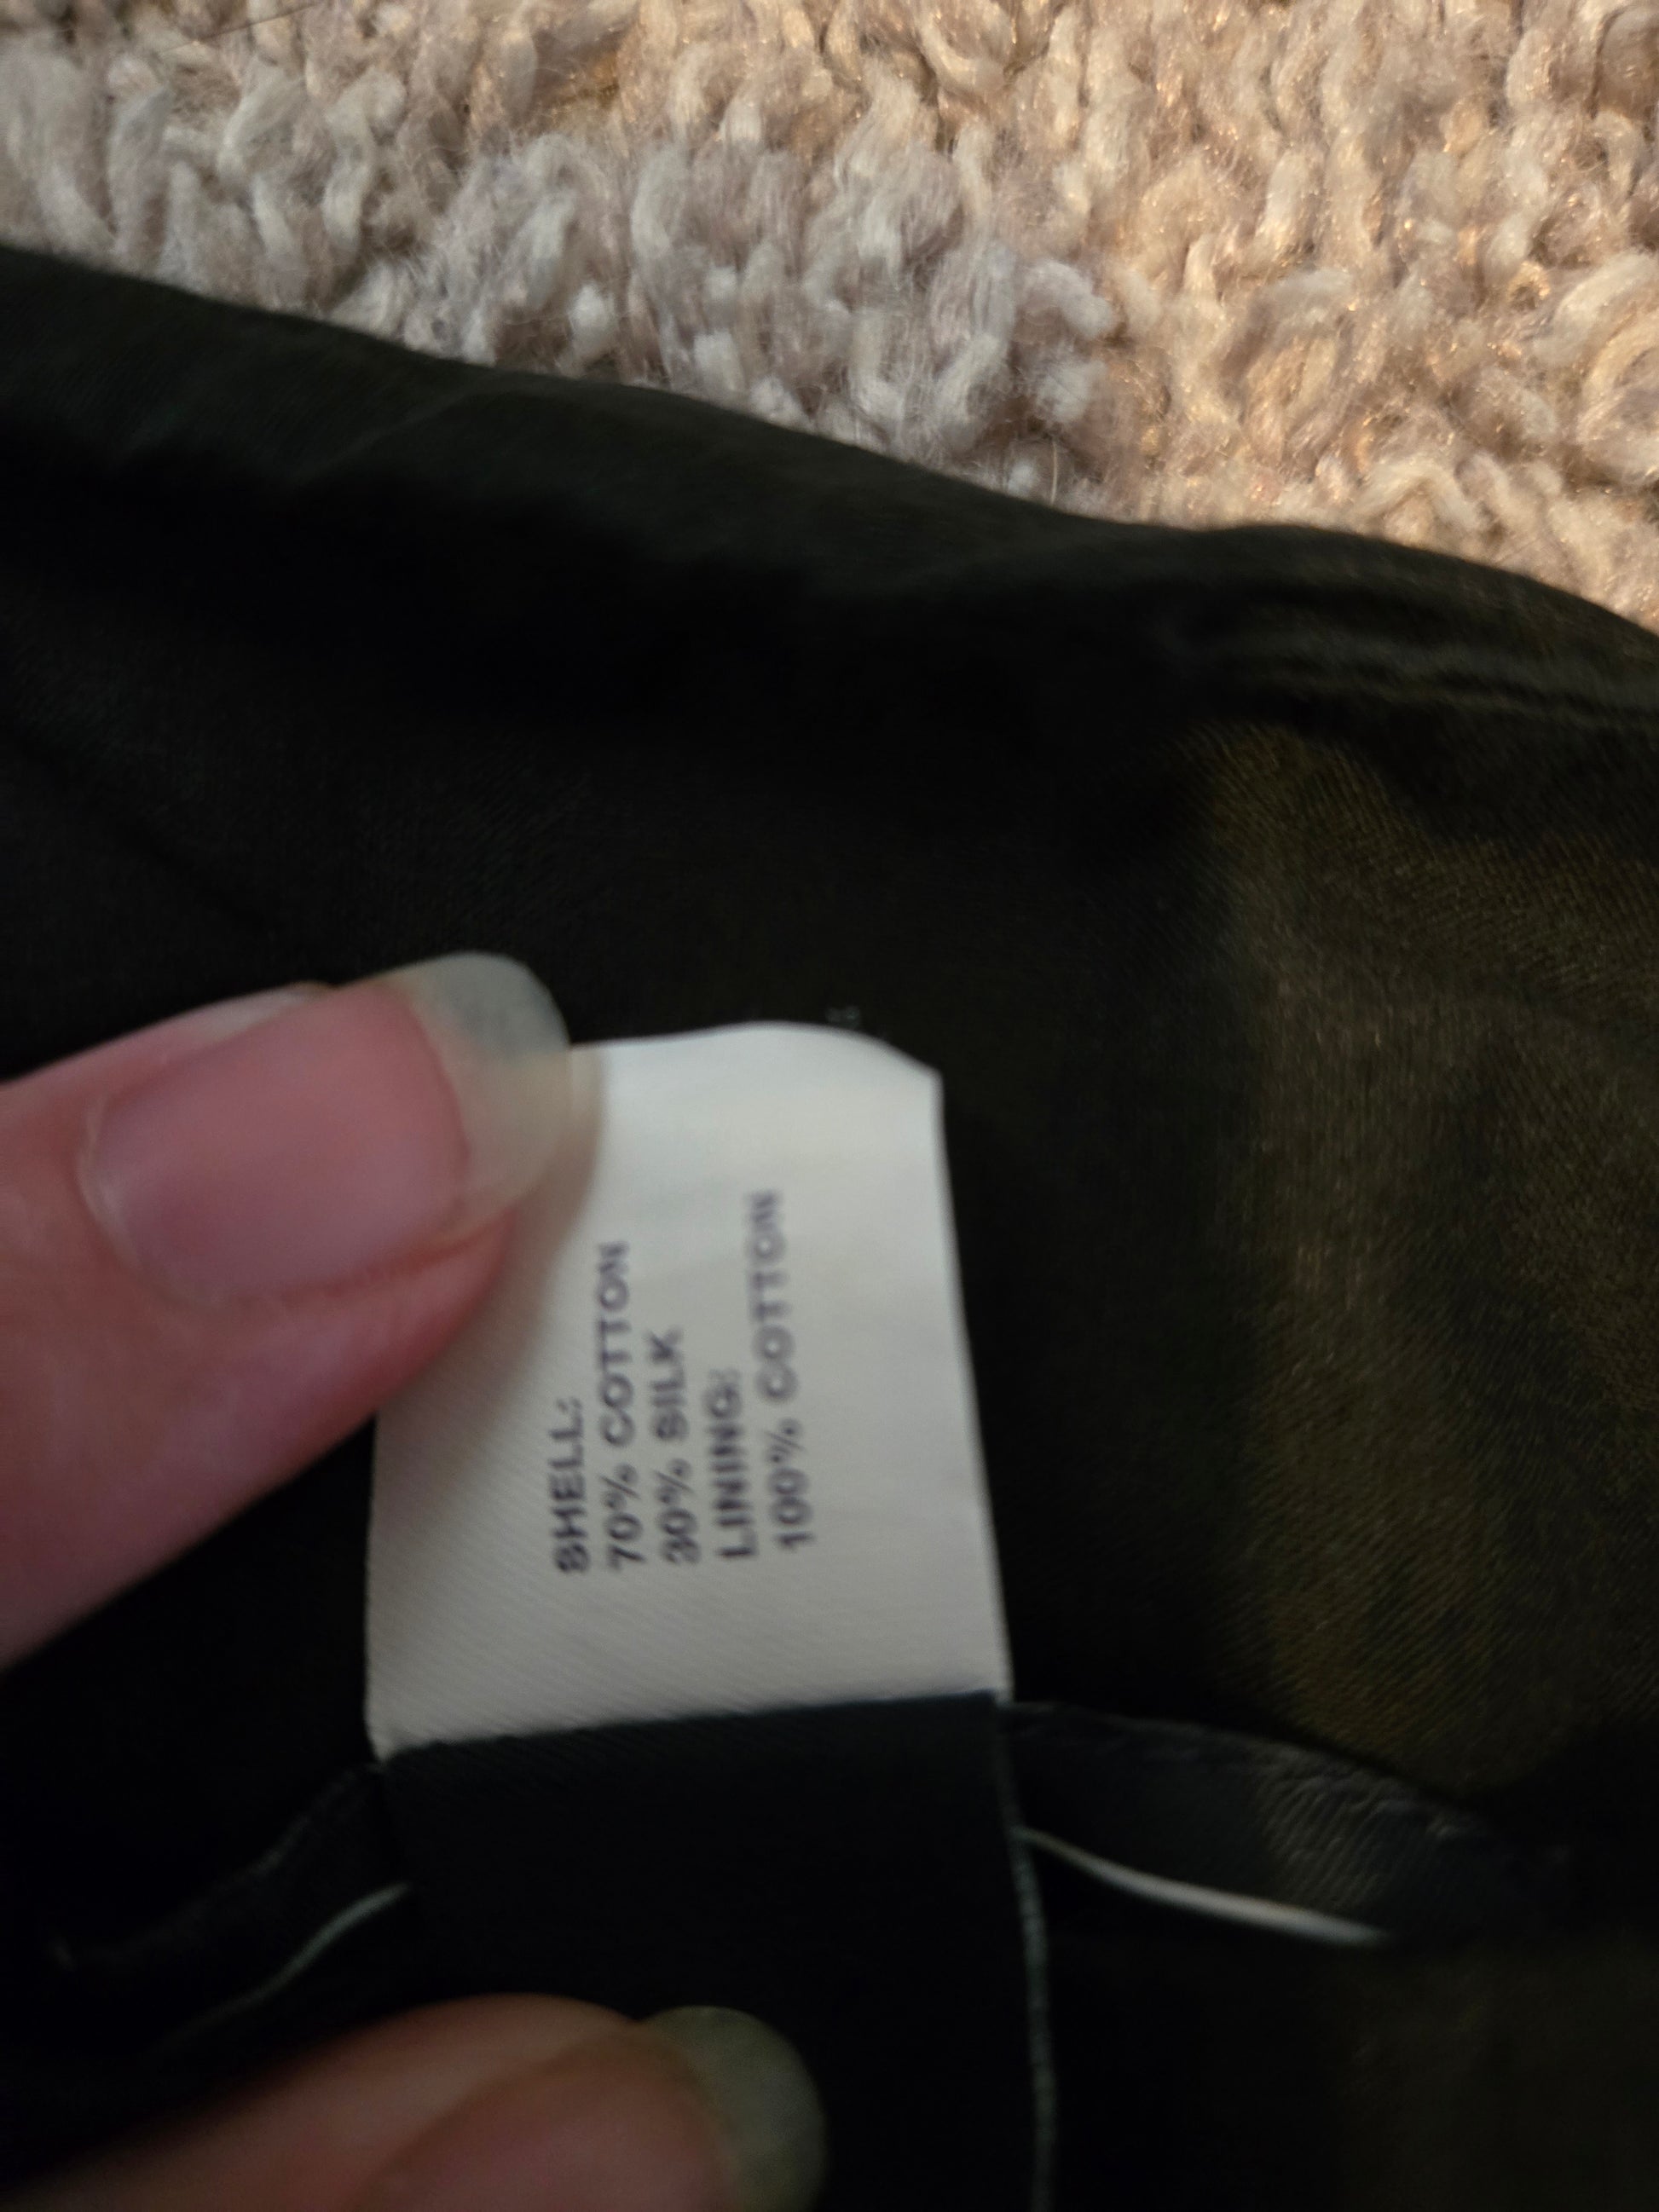 SHELL:
70% COTTON
30% SILK
LINING:
100% COTTON